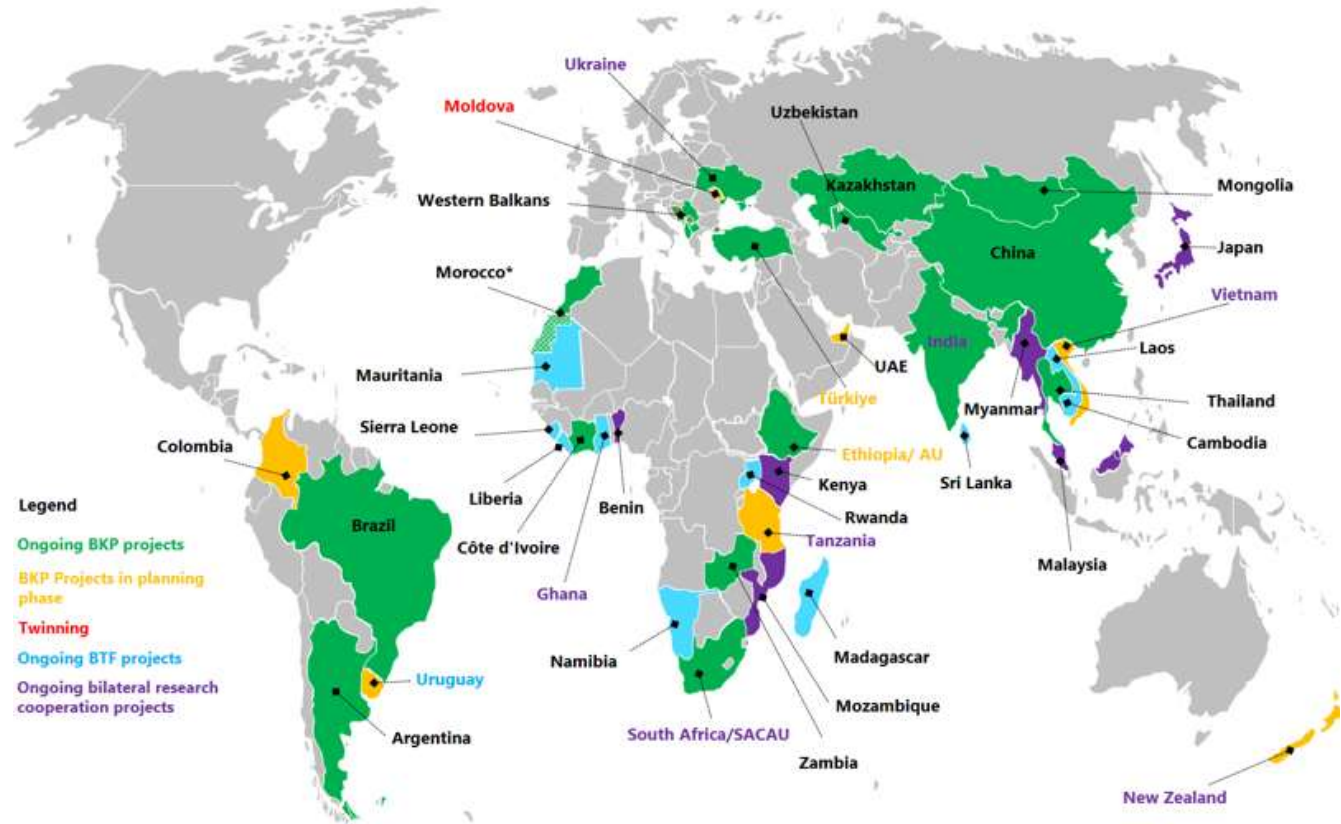 Ukraine
Moldova
Uzbekistan
Western Balkans
Kazakhstan
Mongolia
China
Japan
Morocco*
Vietnam
India
Laos
Mauritania
UAE
Türkiye
Myanmar
Thailand
Sierra Leone
Cambodia
Colombia
Ethiopia/ AU
Sri Lanka
Liberia
Benin
Kenya
Rwanda
Côte d'Ivoire
Tanzania
Malaysia
Brazil
Ghana
Namibia
Madagascar
Uruguay
Mozambique
South Africa/SACAU
Argentina
Zambia
New Zealand
Legend
Ongoing BKP projects
BKP Projects in planning
phase
Twinning
Ongoing BTF projects
Ongoing bilateral research
cooperation projects